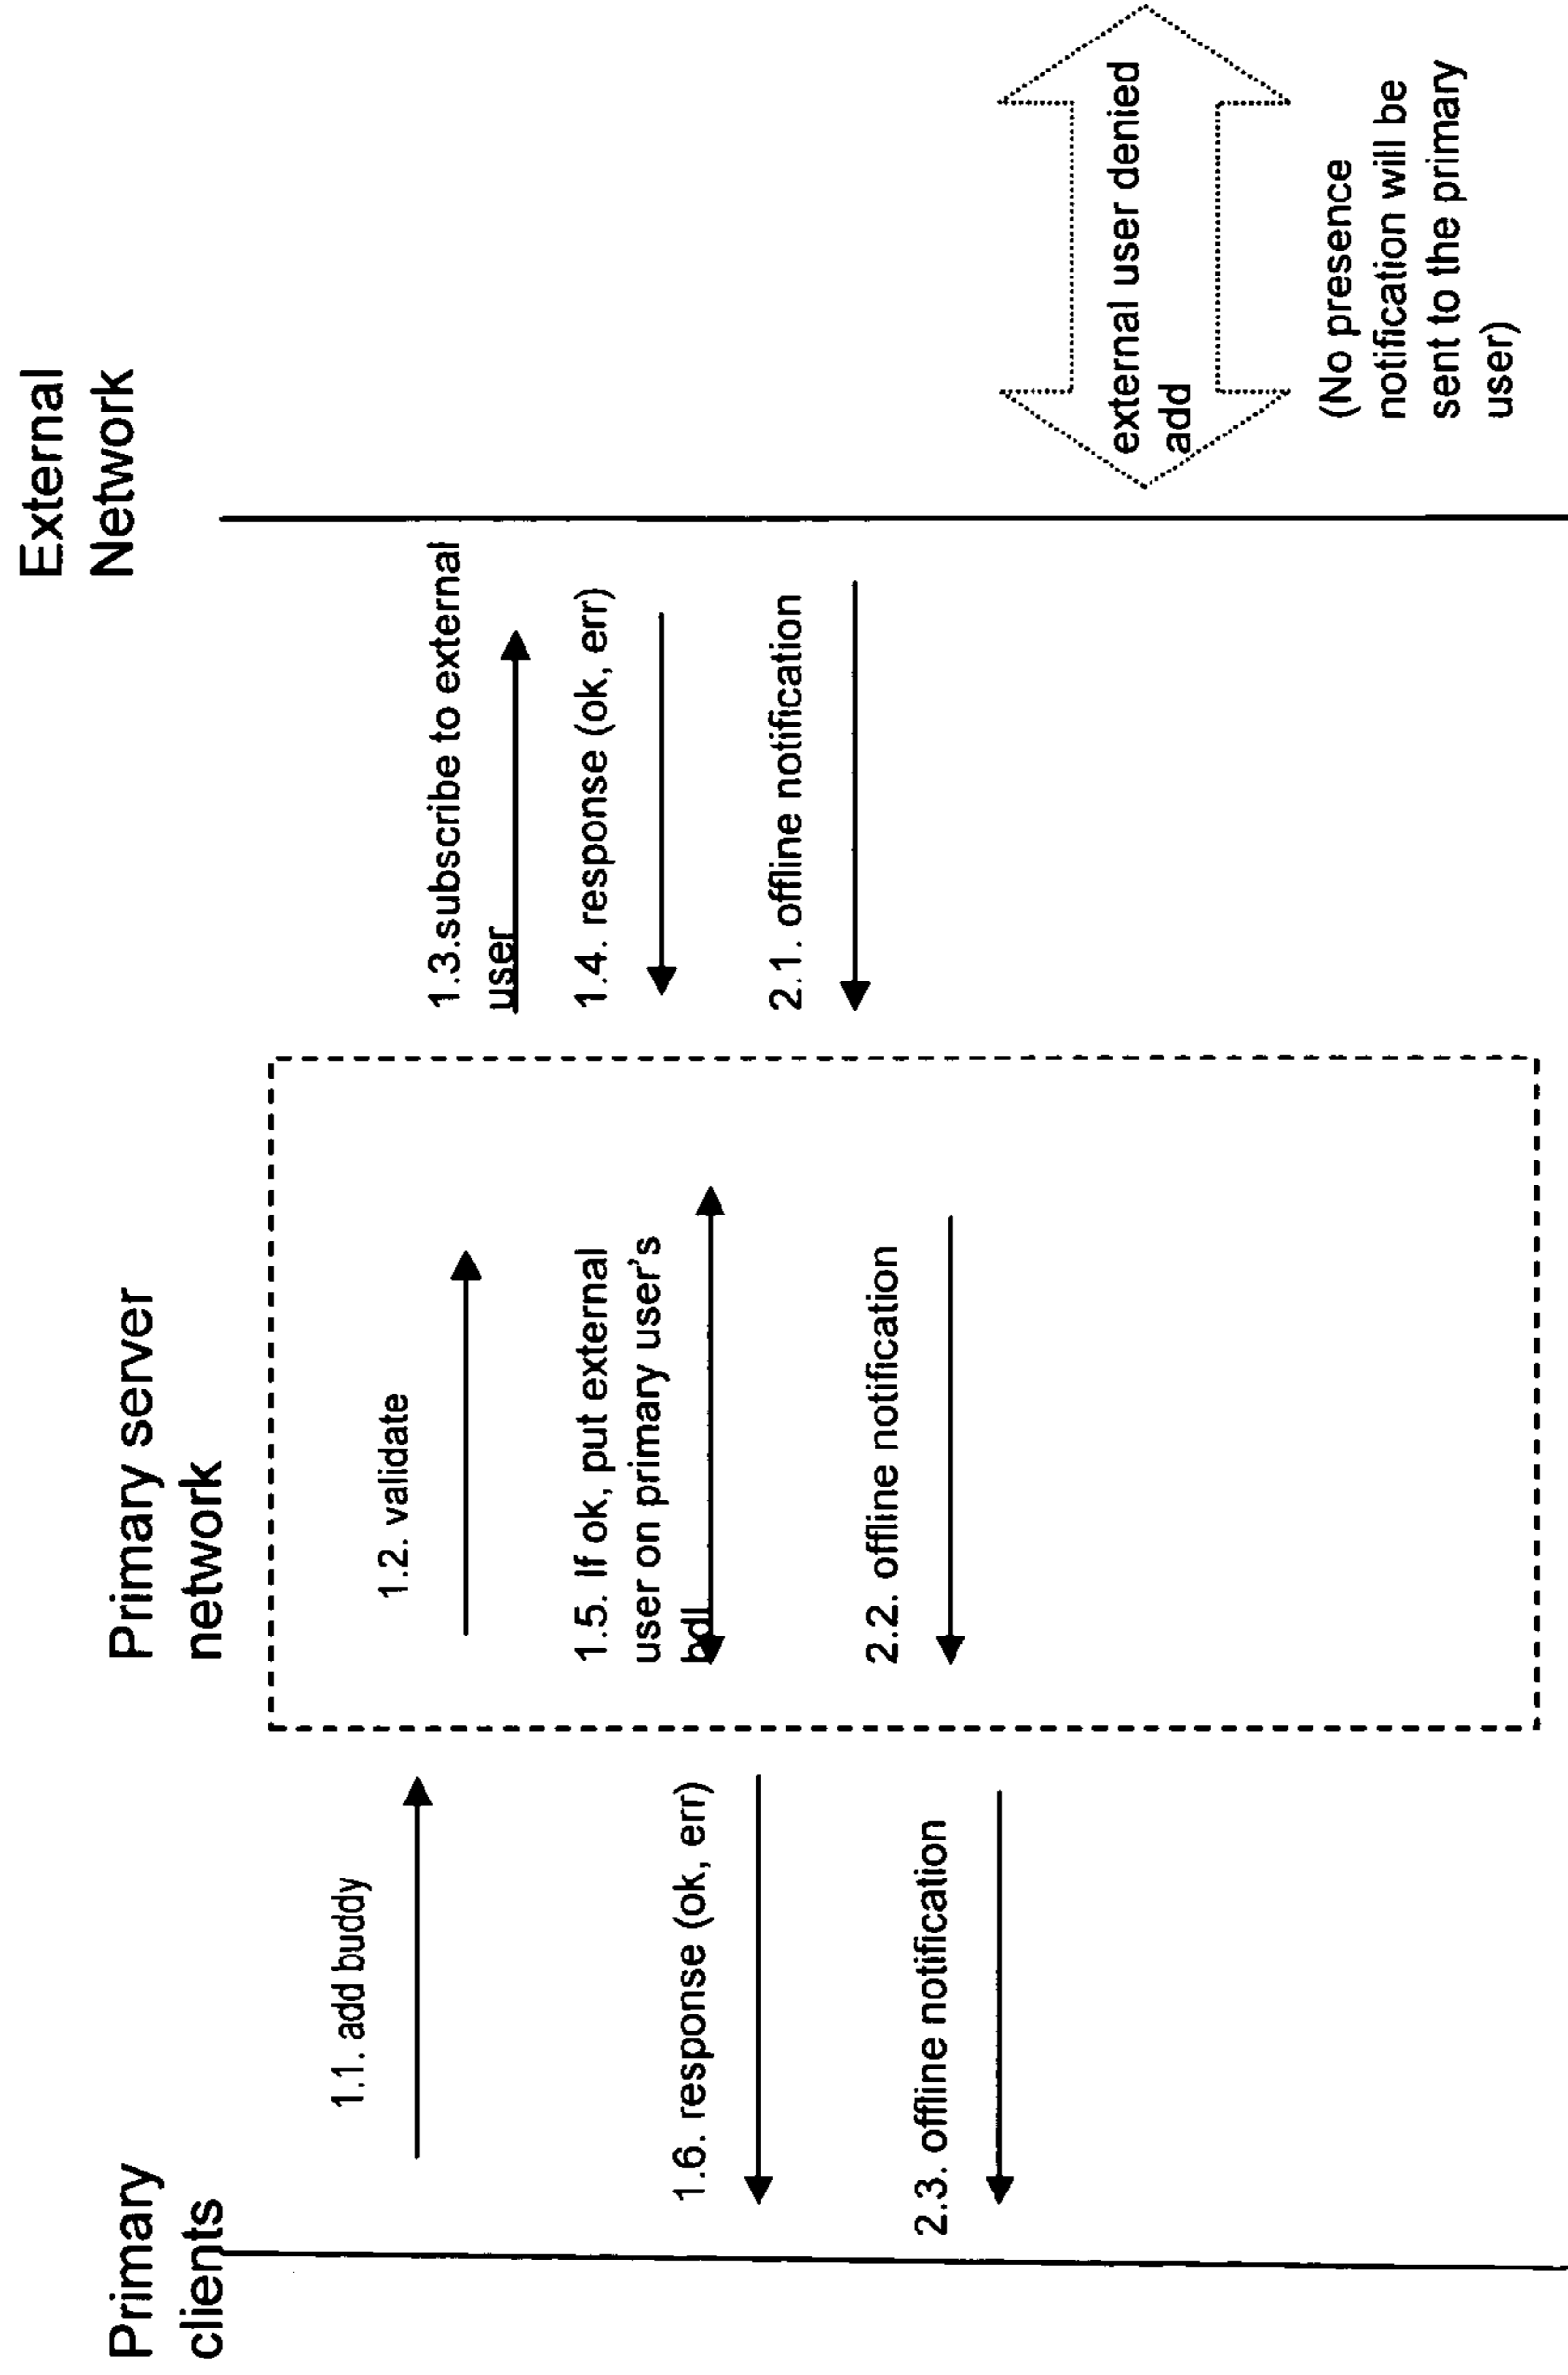 Primary
clients
Primary server
network
External
Network
1.1. add buddy
1.2. validate
1.3.subscribe to external
user
1.4. response (ok, err)
1.5. If ok, put external
user on primary user's
bdl
1.6. response (ok, err)
2.1. offline notification
2.2. offline notification
2.3. offline notification
external user denied
add
(No presence
notification will be
sent to the primary
user)